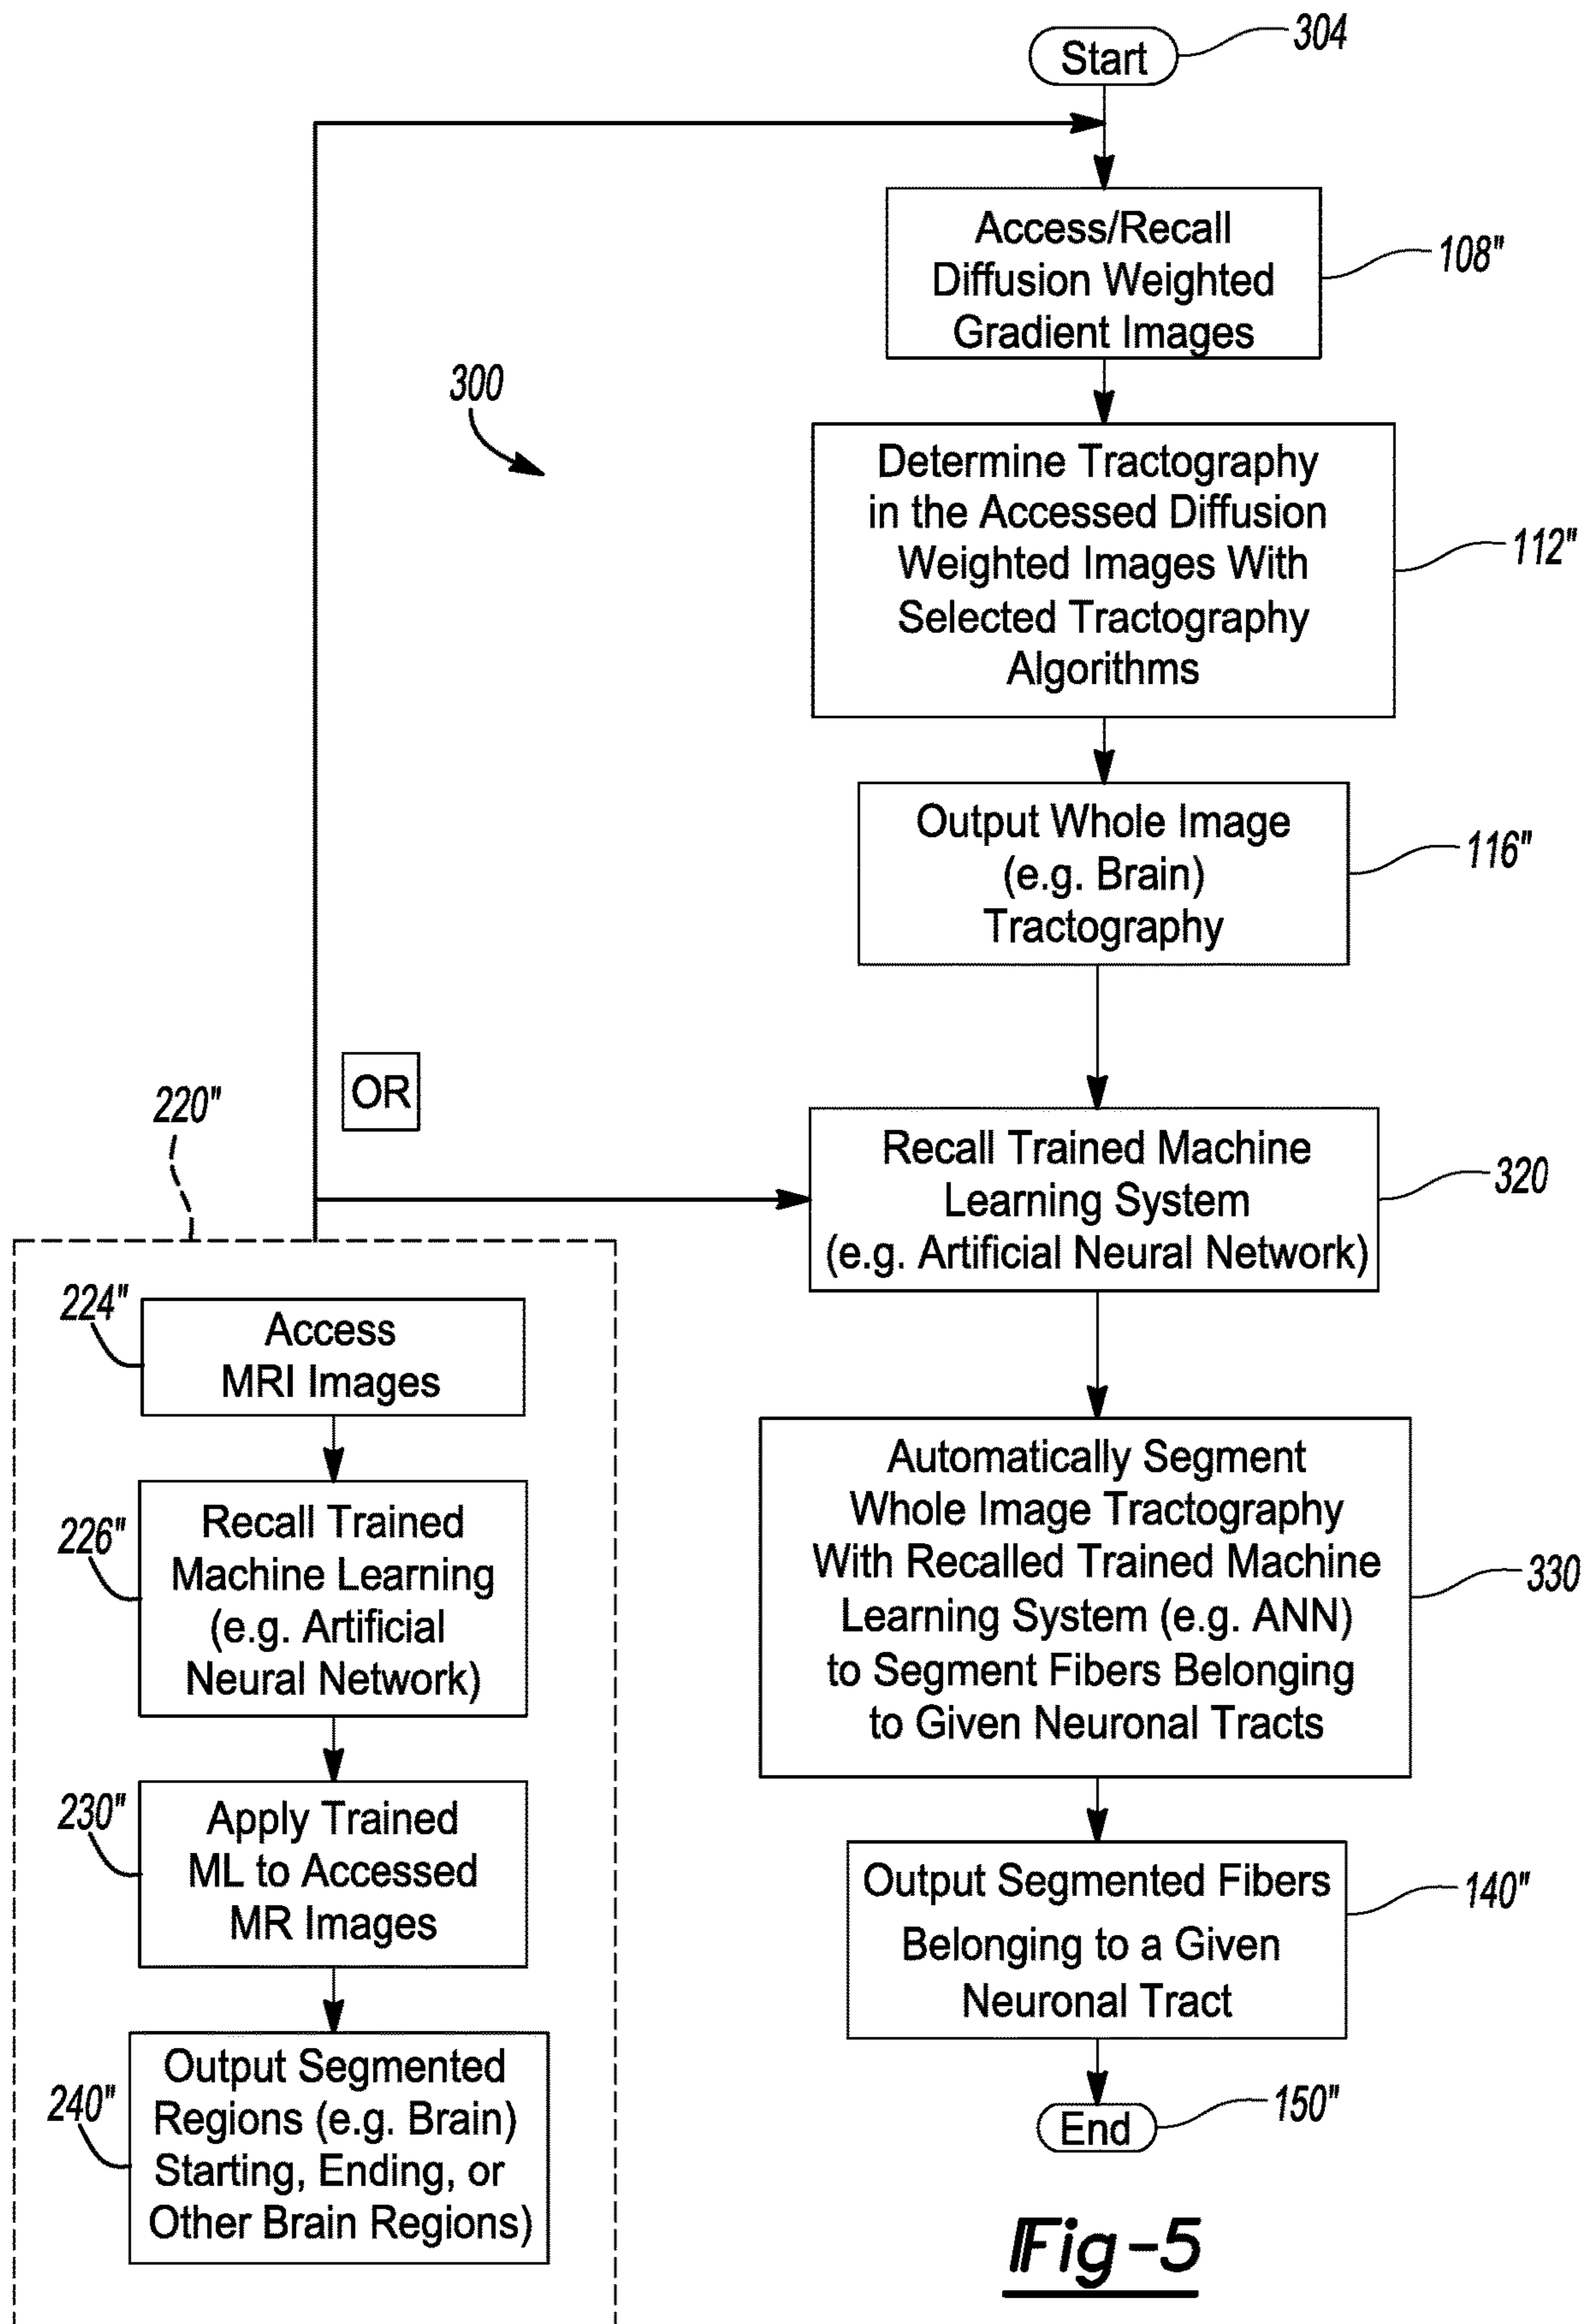 Start
304
Access/Recall
Diffusion Weighted
Gradient Images
108"
300
Determine Tractography
in the Accessed Diffusion
Weighted Images With
Selected Tractography
Algorithms
112"
Output Whole Image
(e.g. Brain)
Tractography
116"
OR
220"
Recall Trained Machine
Learning System
(e.g. Artificial Neural Network)
320
224"
Access
MRI Images
226"
Recall Trained
Machine Learning
(e.g. Artificial
Neural Network)
Automatically Segment
Whole Image Tractography
With Recalled Trained Machine
Learning System (e.g. ANN)
to Segment Fibers Belonging
to Given Neuronal Tracts
330
230"
Apply Trained
ML to Accessed
MR Images
Output Segmented Fibers
Belonging to a Given
Neuronal Tract
140"
240"
Output Segmented
Regions (e.g. Brain)
Starting, Ending, or
Other Brain Regions)
End
150"
Fig-5